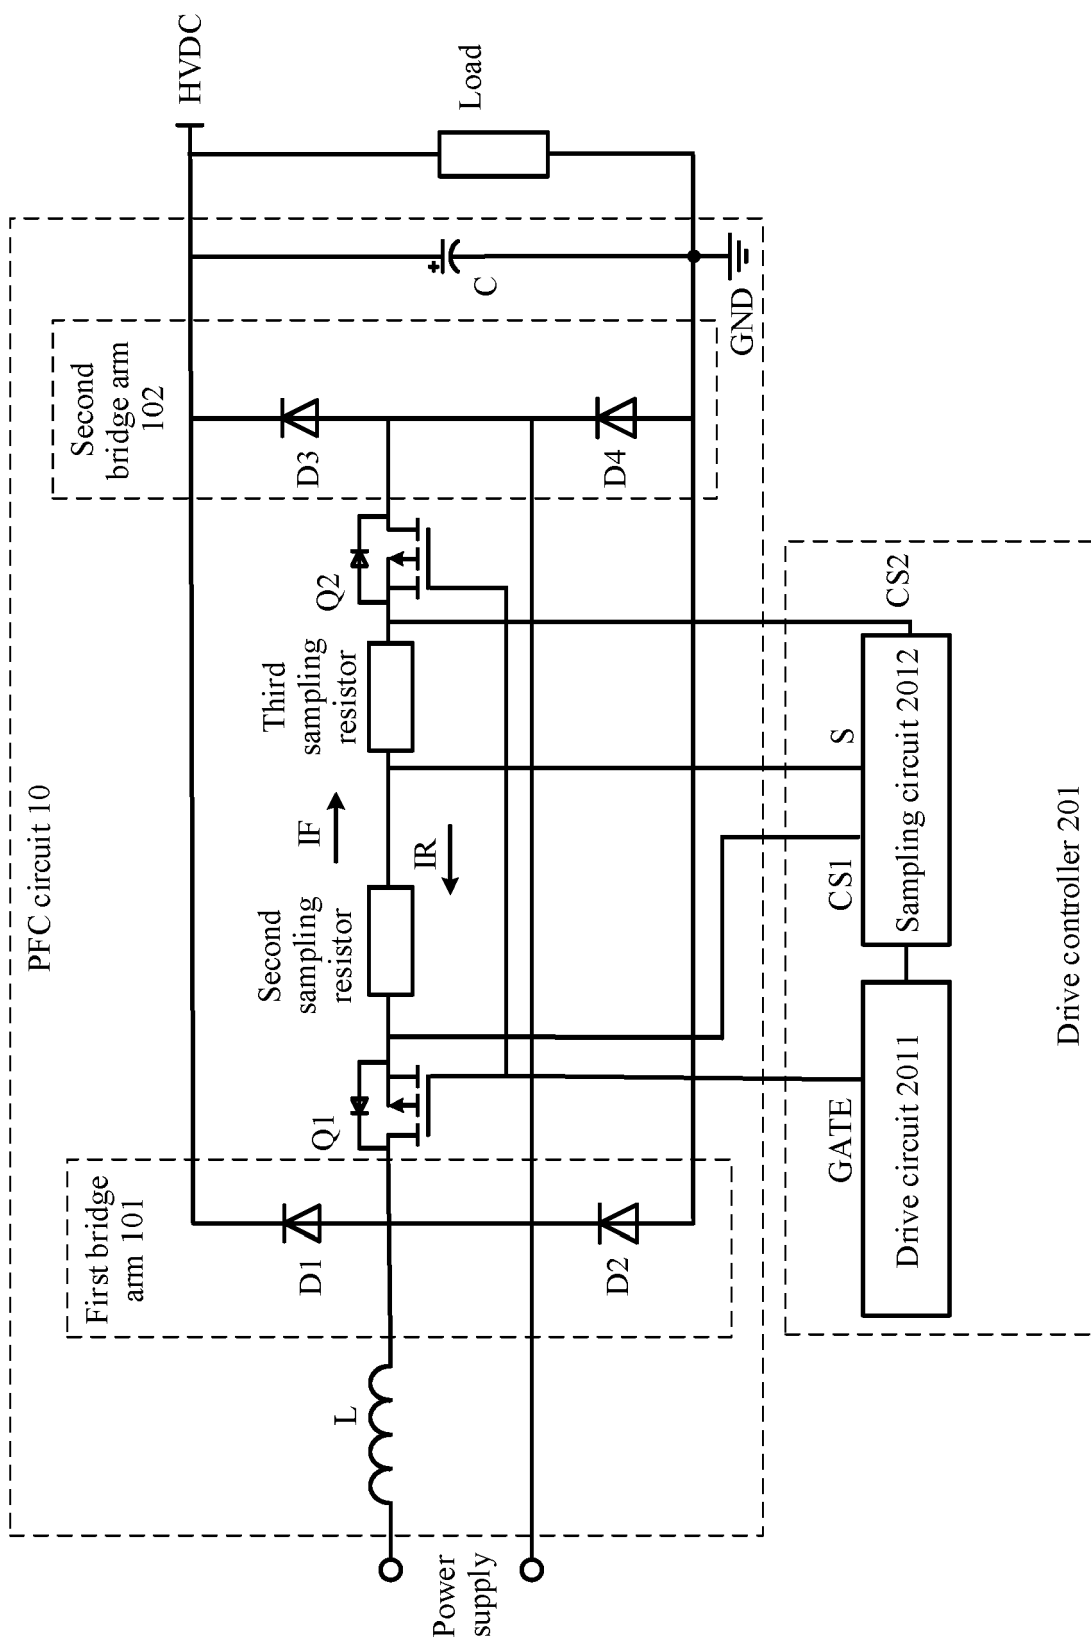 PFC circuit 10
First bridge
arm 101
Second
bridge arm
102
HVDC
D1
Q1
Second
sampling
resistor
IF
Third
sampling
resistor
Q2
D3
L
IR
C
+
Load
Power
supply
D2
D4
GND
GATE
CS1
S
CS2
Drive circuit 2011
Sampling circuit 2012
Drive controller 201